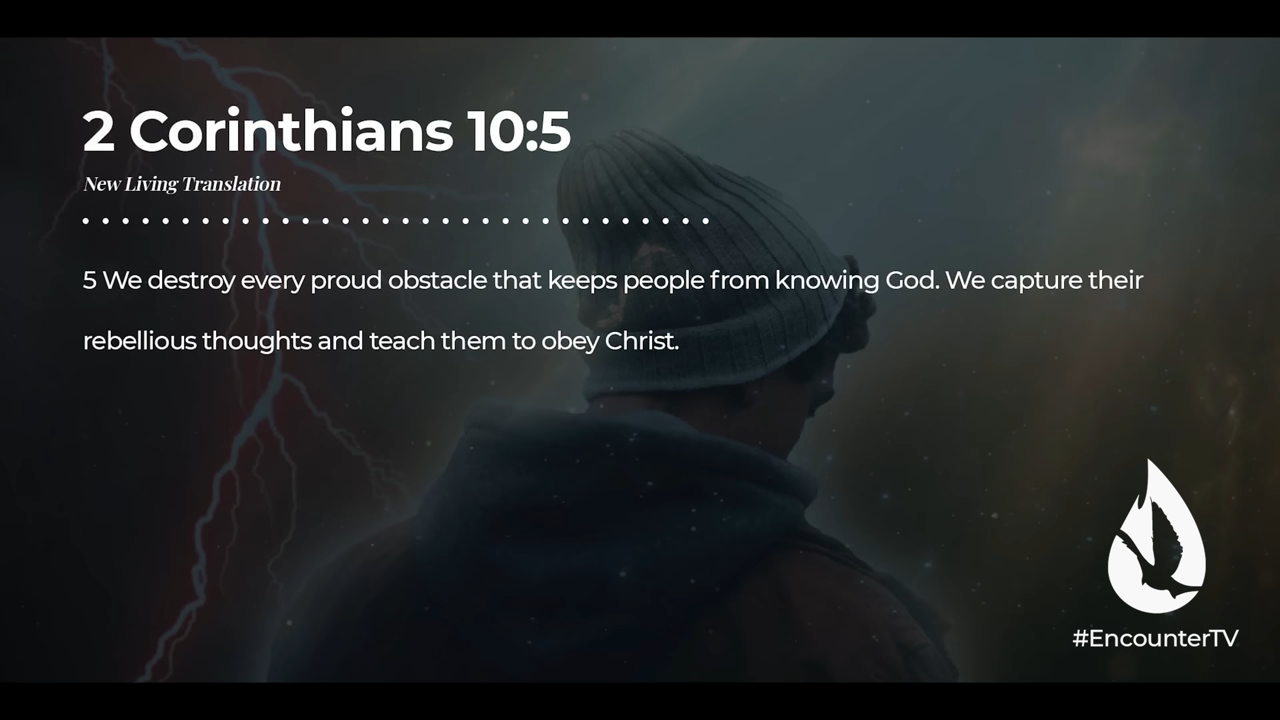 2 Corinthians 10:5
New Living Translation
5 We destroy every proud obstacle that keeps people from knowing God. We capture their
rebellious thoughts and teach them to obey Christ.
#EncounterTV